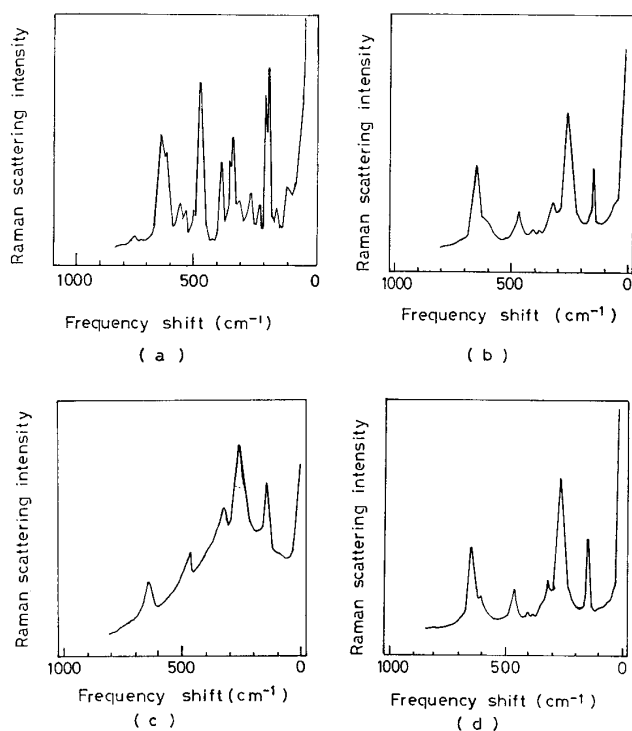 Raman scattering intensity
1000 500 0
Frequency shift (cm⁻¹)
( a )
Raman scattering intensity
1000 500 0
Frequency shift (cm⁻¹)
( b )
Raman scattering intensity
1000 500 0
Frequency shift (cm⁻¹)
( c )
Raman scattering intensity
1000 500 0
Frequency shift (cm⁻¹)
( d )